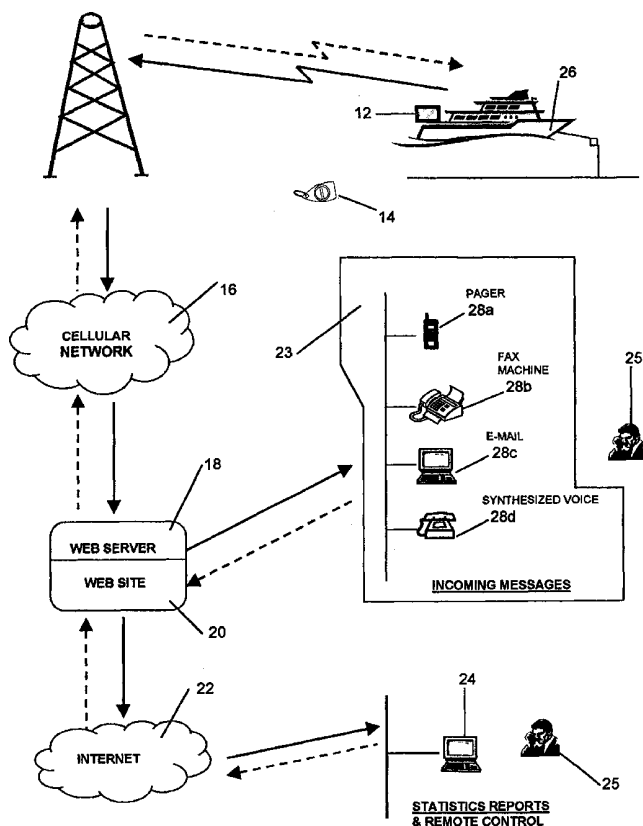 26
12
14
16
CELLULAR
NETWORK
23
PAGER
28a
FAX
MACHINE
28b
25
E-MAIL
28c
SYNTHESIZED VOICE
28d
18
WEB SERVER
WEB SITE
20
INCOMING MESSAGES
22
INTERNET
24
25
STATISTICS REPORTS
& REMOTE CONTROL